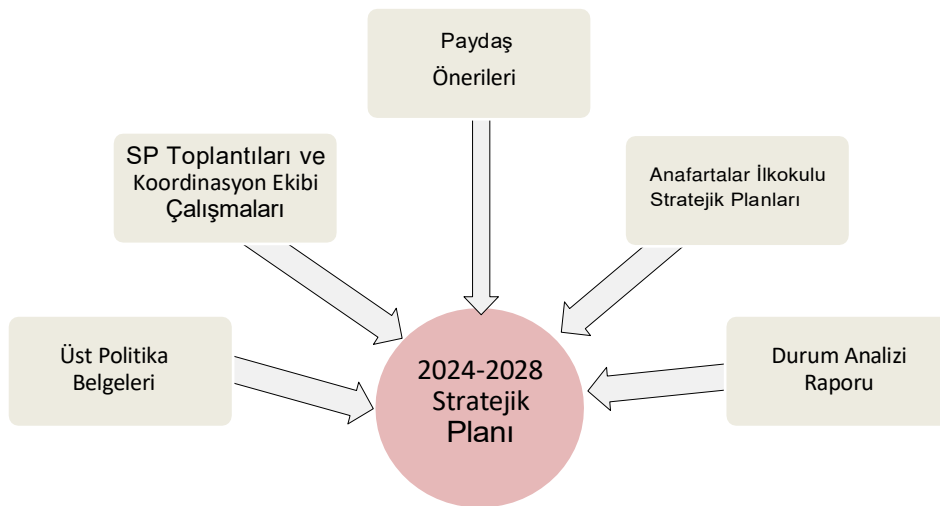 Paydaş
Önerileri
SP Toplantıları ve
Koordinasyon Ekibi
Çalışmaları
Anafartalar İlkokulu
Stratejik Planları
Üst Politika
Belgeleri
2024-2028
Stratejik
Planı
Durum Analizi
Raporu